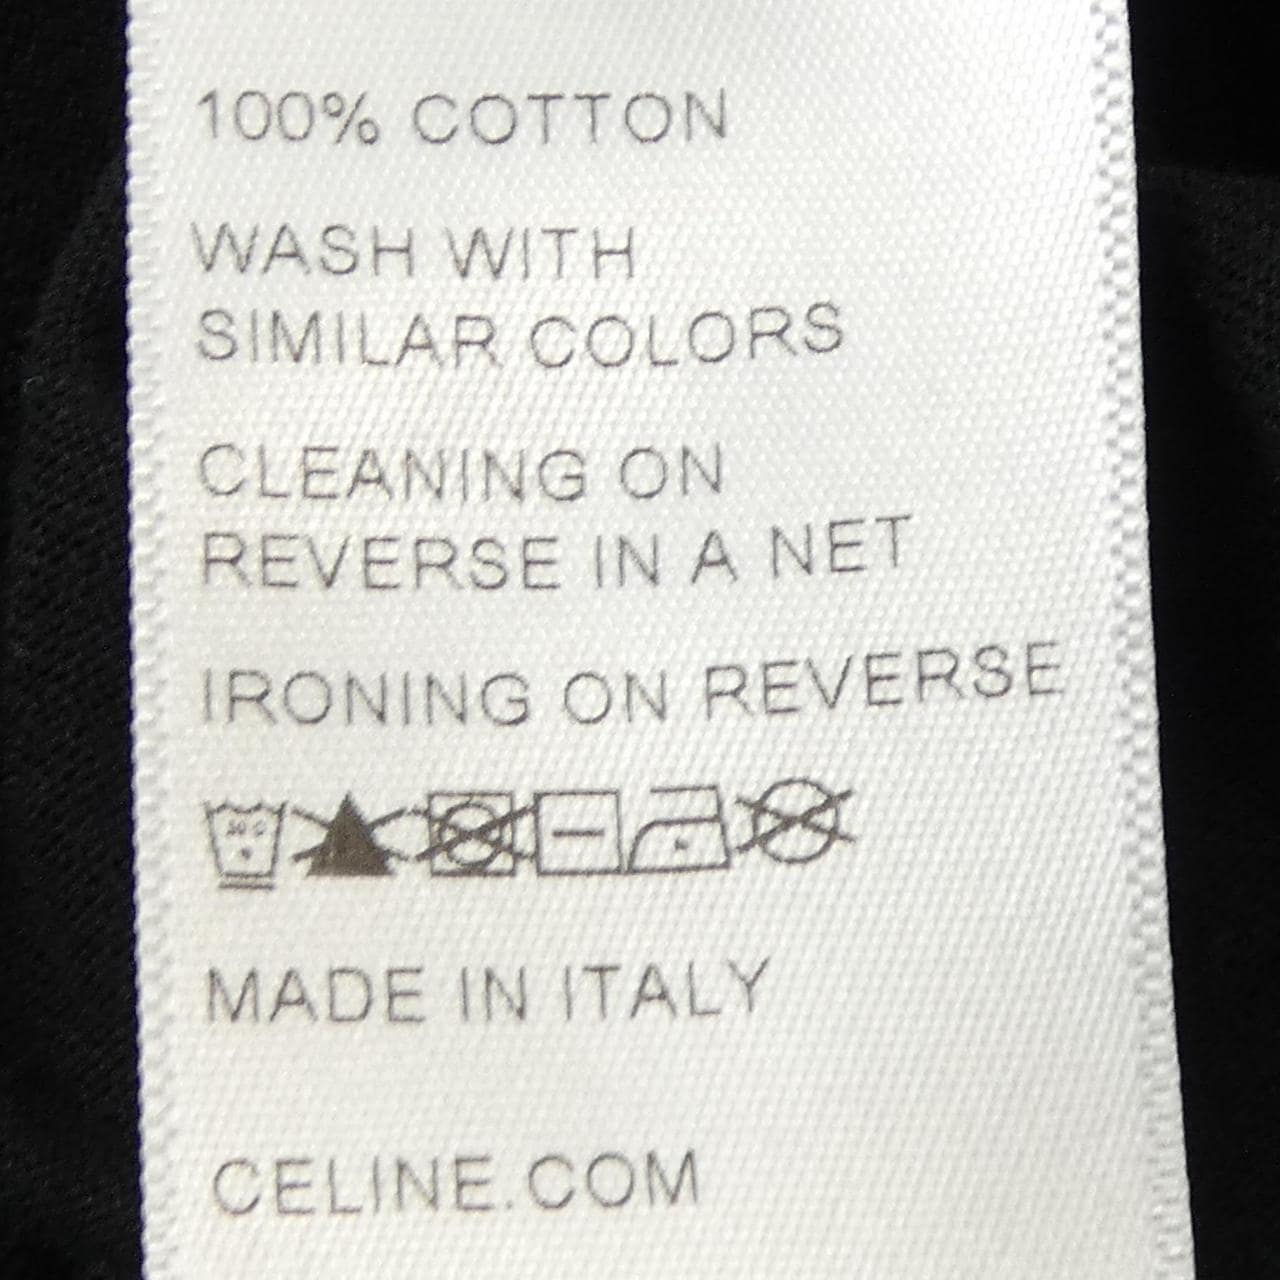 100% COTTON
WASH WITH
SIMILAR COLORS
CLEANING ON
REVERSE IN A NET
IRONING ON REVERSE
MADE IN ITALY
CELINE.COM